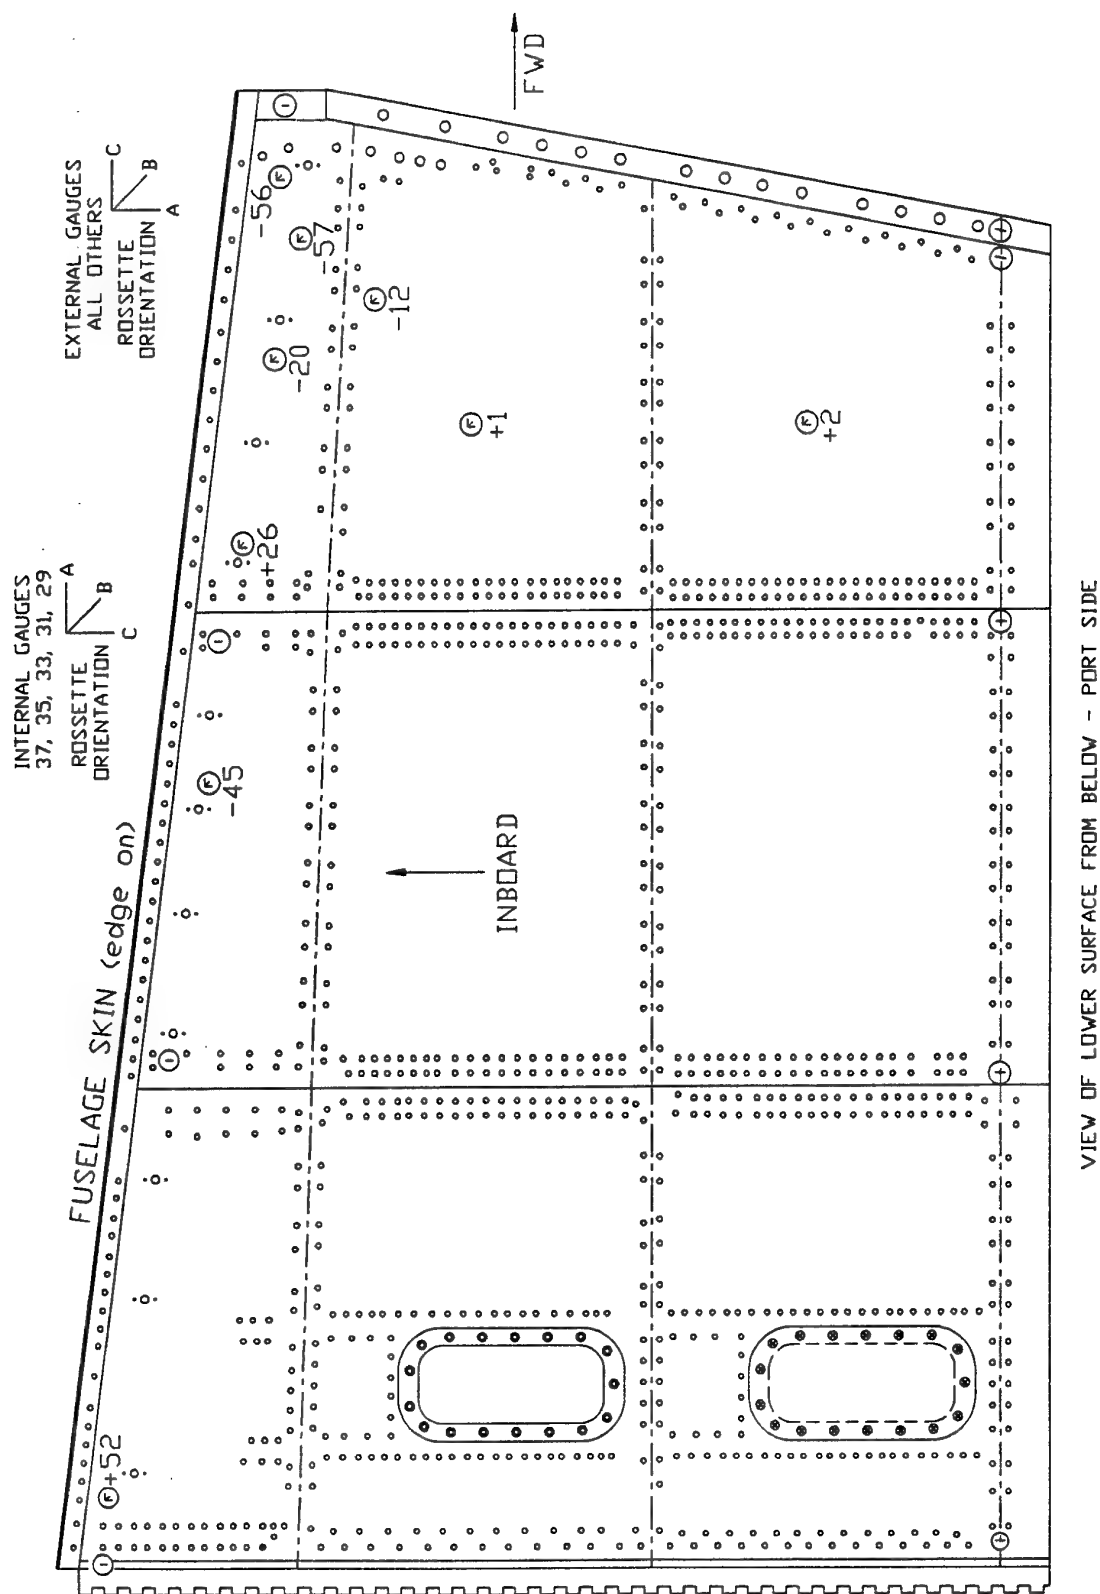 FWD
EXTERNAL GAUGES
ALL OTHERS
ROSSETTE
ORIENTATION
C
B
A
-56
-57
-12
-20
+1
+2
+26
INTERNAL GAUGES
37, 35, 33, 31, 29
ROSSETTE
ORIENTATION
A
B
C
-45
INBOARD
FUSELAGE SKIN (edge on)
+52
VIEW OF LOWER SURFACE FROM BELOW - PORT SIDE